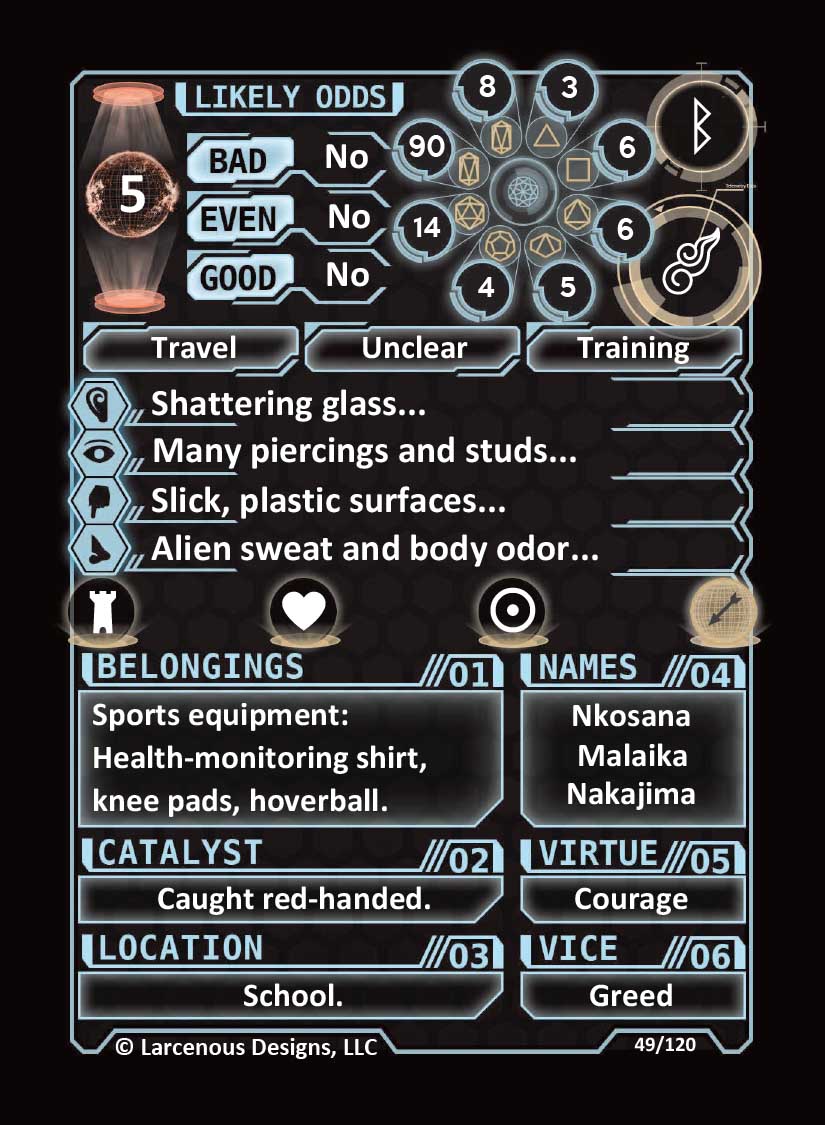 LIKELY ODDS
5
BAD No
EVEN No
GOOD No
8
3
90
6
14
6
4
5
ᛒ
Travel Unclear Training
Shattering glass...
Many piercings and studs...
Slick, plastic surfaces...
Alien sweat and body odor...
BELONGINGS ///01
Sports equipment:
Health-monitoring shirt,
knee pads, hoverball.
NAMES ///04
Nkosana
Malaika
Nakajima
CATALYST ///02
Caught red-handed.
VIRTUE ///05
Courage
LOCATION ///03
School.
VICE ///06
Greed
© Larcenous Designs, LLC
49/120